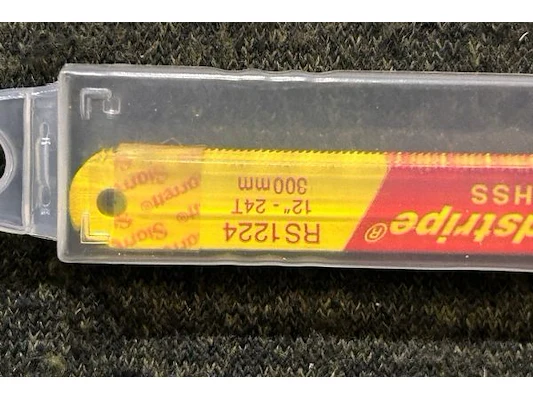 dstripe®
HSS
RS1224
12" - 24T
300mm